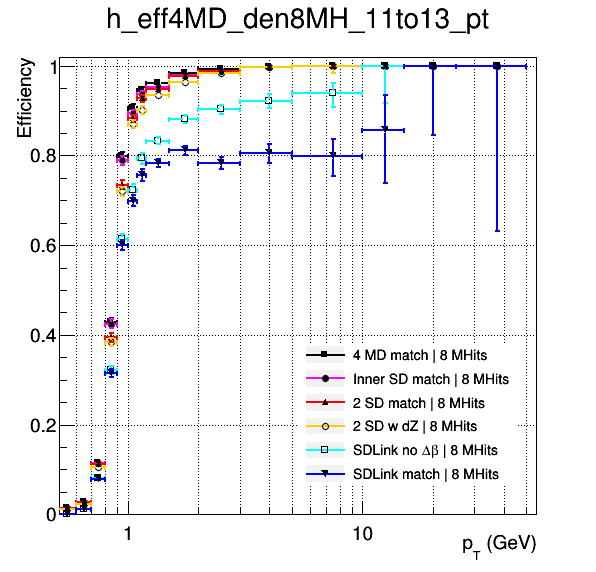 h_eff4MD_den8MH_11to13_pt
Efficiency
1
0.8
0.6
0.4
0.2
0
4 MD match | 8 MHits
Inner SD match | 8 MHits
2 SD match | 8 MHits
2 SD w dZ | 8 MHits
SDLink no Δβ | 8 MHits
SDLink match | 8 MHits
1
10
p_T (GeV)